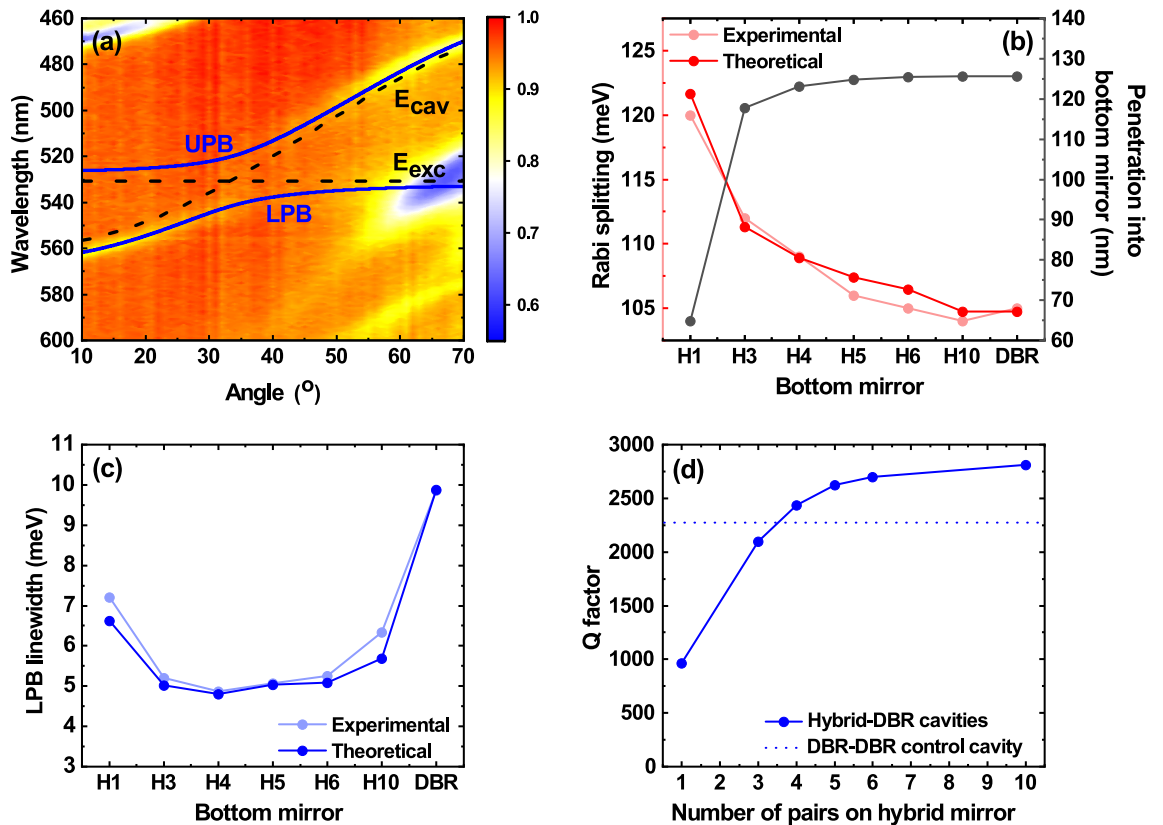 (a)
460
480
500
520
540
560
580
600
Wavelength (nm)
10 20 30 40 50 60 70
Angle (º)
UPB
LPB
E_cav
E_exc
1.0
0.9
0.8
0.7
0.6
(b)
Experimental
Theoretical
125
120
115
110
105
Rabi splitting (meV)
140
130
120
110
100
90
80
70
60
Penetration into
bottom mirror (nm)
H1 H3 H4 H5 H6 H10 DBR
Bottom mirror
(c)
11
10
9
8
7
6
5
4
3
LPB linewidth (meV)
Experimental
Theoretical
H1 H3 H4 H5 H6 H10 DBR
Bottom mirror
(d)
3000
2500
2000
1500
1000
500
0
Q factor
Hybrid-DBR cavities
DBR-DBR control cavity
1 2 3 4 5 6 7 8 9 10
Number of pairs on hybrid mirror